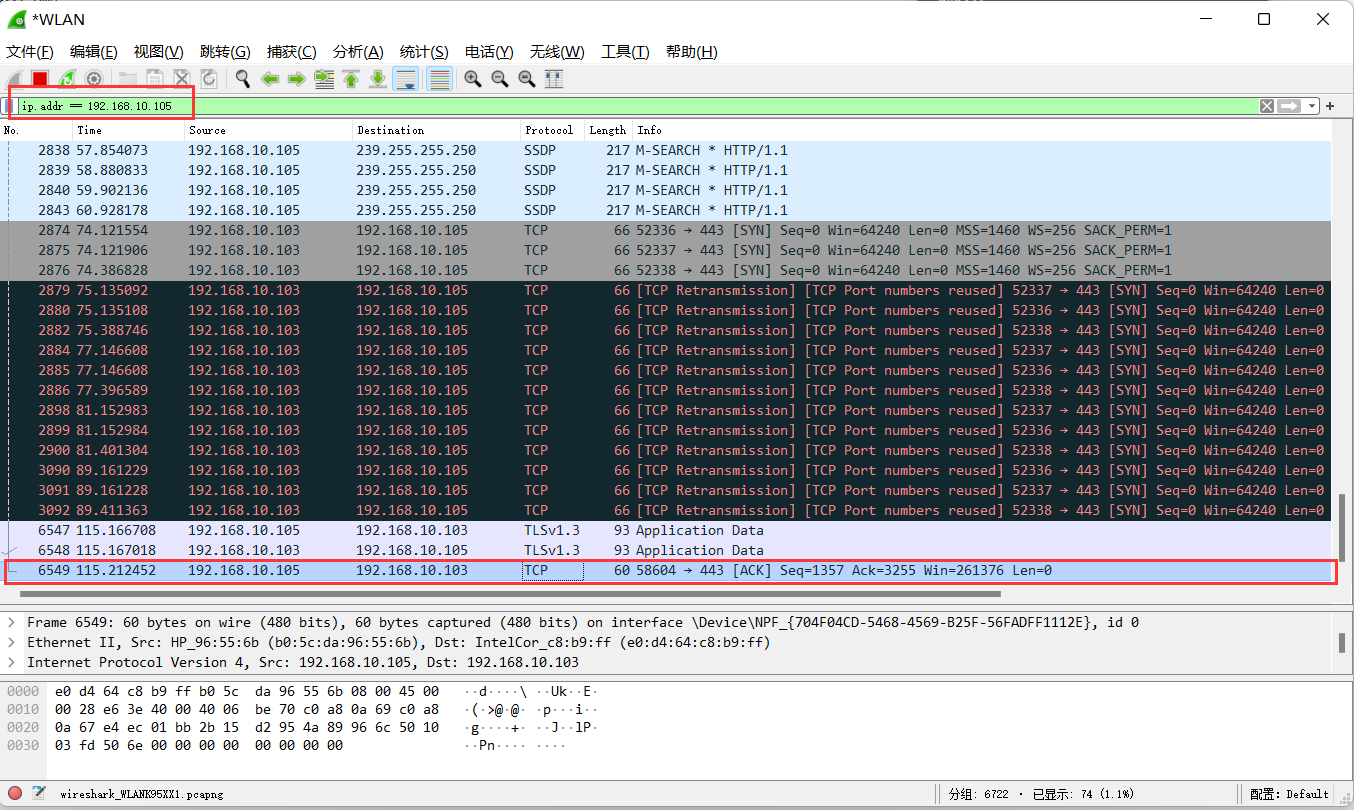 *WLAN
文件(F) 编辑(E) 视图(V) 跳转(G) 捕获(C) 分析(A) 统计(S) 电话(Y) 无线(W) 工具(T) 帮助(H)
ip.addr == 192.168.10.105
No. Time Source Destination Protocol Length Info
2838 57.854073 192.168.10.105 239.255.255.250 SSDP 217 M-SEARCH * HTTP/1.1
2839 58.880833 192.168.10.105 239.255.255.250 SSDP 217 M-SEARCH * HTTP/1.1
2840 59.902136 192.168.10.105 239.255.255.250 SSDP 217 M-SEARCH * HTTP/1.1
2843 60.928178 192.168.10.105 239.255.255.250 SSDP 217 M-SEARCH * HTTP/1.1
2874 74.121554 192.168.10.103 192.168.10.105 TCP 66 52336 → 443 [SYN] Seq=0 Win=64240 Len=0 MSS=1460 WS=256 SACK_PERM=1
2875 74.121906 192.168.10.103 192.168.10.105 TCP 66 52337 → 443 [SYN] Seq=0 Win=64240 Len=0 MSS=1460 WS=256 SACK_PERM=1
2876 74.386828 192.168.10.103 192.168.10.105 TCP 66 52338 → 443 [SYN] Seq=0 Win=64240 Len=0 MSS=1460 WS=256 SACK_PERM=1
2879 75.135092 192.168.10.103 192.168.10.105 TCP 66 [TCP Retransmission] [TCP Port numbers reused] 52337 → 443 [SYN] Seq=0 Win=64240 Len=0
2880 75.135108 192.168.10.103 192.168.10.105 TCP 66 [TCP Retransmission] [TCP Port numbers reused] 52336 → 443 [SYN] Seq=0 Win=64240 Len=0
2882 75.388746 192.168.10.103 192.168.10.105 TCP 66 [TCP Retransmission] [TCP Port numbers reused] 52338 → 443 [SYN] Seq=0 Win=64240 Len=0
2884 77.146608 192.168.10.103 192.168.10.105 TCP 66 [TCP Retransmission] [TCP Port numbers reused] 52337 → 443 [SYN] Seq=0 Win=64240 Len=0
2885 77.146608 192.168.10.103 192.168.10.105 TCP 66 [TCP Retransmission] [TCP Port numbers reused] 52336 → 443 [SYN] Seq=0 Win=64240 Len=0
2886 77.396589 192.168.10.103 192.168.10.105 TCP 66 [TCP Retransmission] [TCP Port numbers reused] 52338 → 443 [SYN] Seq=0 Win=64240 Len=0
2898 81.152983 192.168.10.103 192.168.10.105 TCP 66 [TCP Retransmission] [TCP Port numbers reused] 52337 → 443 [SYN] Seq=0 Win=64240 Len=0
2899 81.152984 192.168.10.103 192.168.10.105 TCP 66 [TCP Retransmission] [TCP Port numbers reused] 52336 → 443 [SYN] Seq=0 Win=64240 Len=0
2900 81.401304 192.168.10.103 192.168.10.105 TCP 66 [TCP Retransmission] [TCP Port numbers reused] 52338 → 443 [SYN] Seq=0 Win=64240 Len=0
3090 89.161229 192.168.10.103 192.168.10.105 TCP 66 [TCP Retransmission] [TCP Port numbers reused] 52336 → 443 [SYN] Seq=0 Win=64240 Len=0
3091 89.161228 192.168.10.103 192.168.10.105 TCP 66 [TCP Retransmission] [TCP Port numbers reused] 52337 → 443 [SYN] Seq=0 Win=64240 Len=0
3092 89.411363 192.168.10.103 192.168.10.105 TCP 66 [TCP Retransmission] [TCP Port numbers reused] 52338 → 443 [SYN] Seq=0 Win=64240 Len=0
6547 115.166708 192.168.10.105 192.168.10.103 TLSv1.3 93 Application Data
6548 115.167018 192.168.10.105 192.168.10.103 TLSv1.3 93 Application Data
6549 115.212452 192.168.10.105 192.168.10.103 TCP 60 58604 → 443 [ACK] Seq=1357 Ack=3255 Win=261376 Len=0
Frame 6549: 60 bytes on wire (480 bits), 60 bytes captured (480 bits) on interface \Device\NPF_{704F04CD-5468-4569-B25F-56FADFF1112E}, id 0
Ethernet II, Src: HP_96:55:6b (b0:5c:da:96:55:6b), Dst: IntelCor_c8:b9:ff (e0:d4:64:c8:b9:ff)
Internet Protocol Version 4, Src: 192.168.10.105, Dst: 192.168.10.103
0000 e0 d4 64 c8 b9 ff b0 5c da 96 55 6b 08 00 45 00 ··d····\ ··Uk··E·
0010 00 28 e6 3e 40 00 40 06 be 70 c0 a8 0a 69 c0 a8 ·(·>@·@· ·p···i··
0020 0a 67 e4 ec 01 bb 2b 15 d2 95 4a 89 96 6c 50 10 ·g····+· ··J··lP·
0030 03 fd 50 6e 00 00 00 00 00 00 00 00 ··Pn···· ····
wireshark_WLANK95XX1.pcapng 分组: 6722 · 已显示: 74 (1.1%) 配置: Default